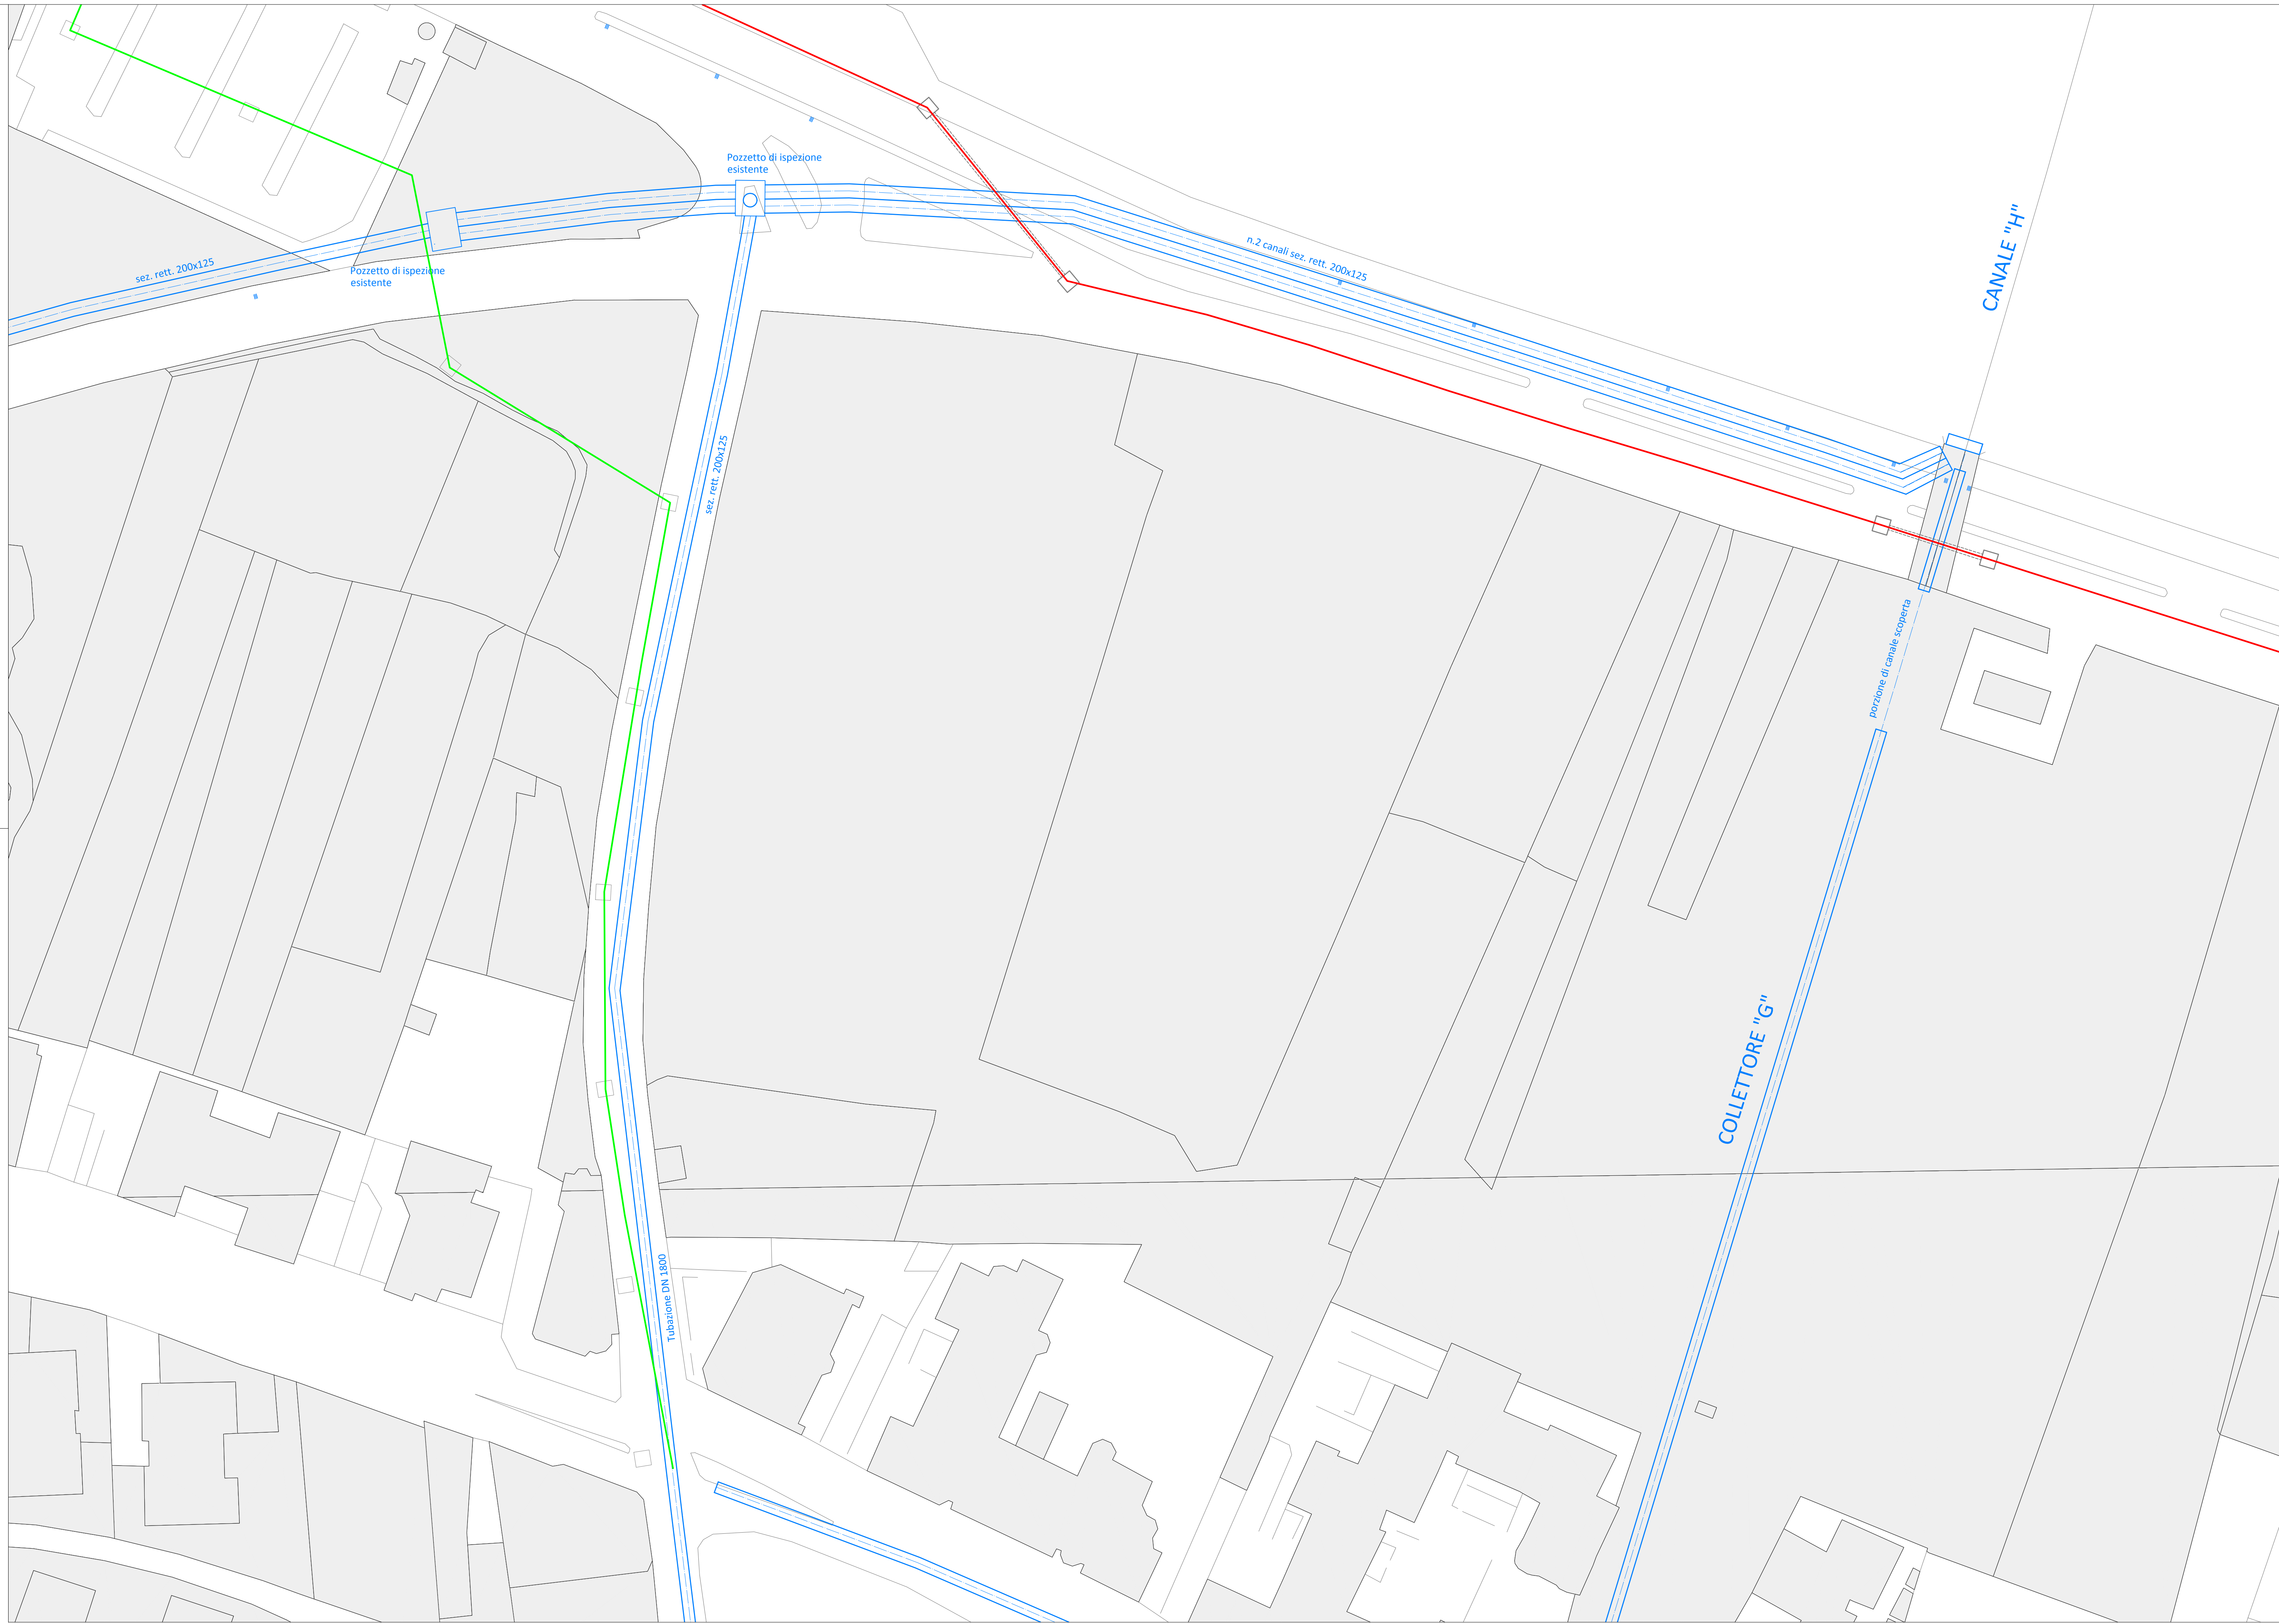 Pozzetto di ispezione
esistente
CANALE "H"
n.2 canali sez. rett. 200x125
sez. rett. 200x125
Pozzetto di ispezione
esistente
sez. rett. 200x125
porzione di canale scoperta
COLLETTORE "G"
Tubazione DN 1800